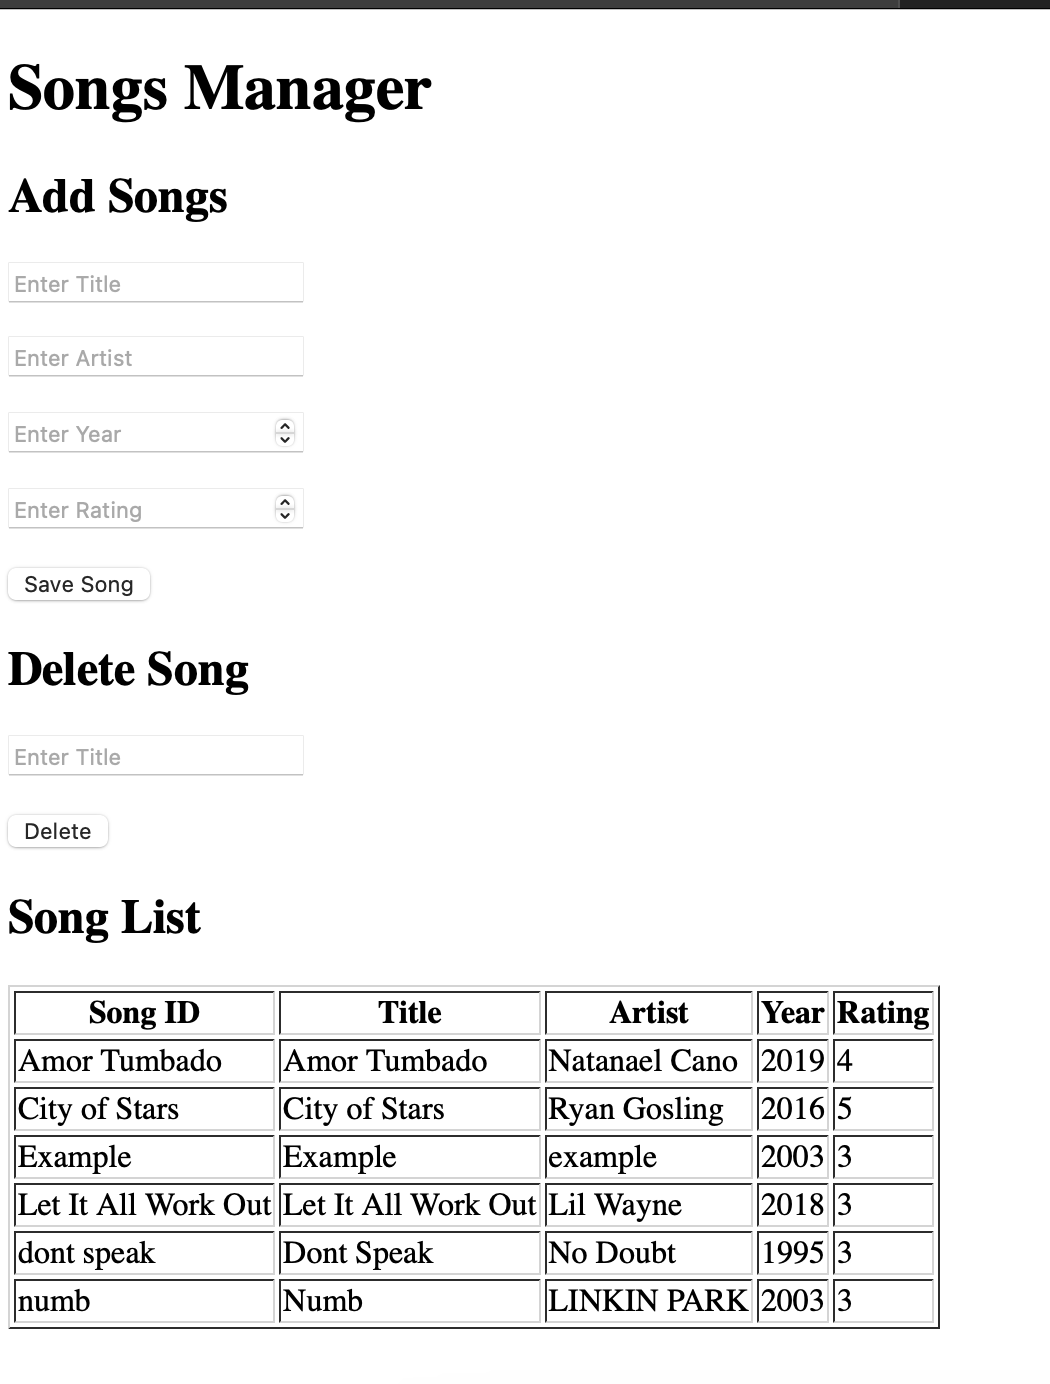 Songs Manager
Add Songs
Enter Title
Enter Artist
Enter Year
Enter Rating
Save Song
Delete Song
Enter Title
Delete
Song List
Song ID Title Artist Year Rating
Amor Tumbado Amor Tumbado Natanael Cano 2019 4
City of Stars City of Stars Ryan Gosling 2016 5
Example Example example 2003 3
Let It All Work Out Let It All Work Out Lil Wayne 2018 3
dont speak Dont Speak No Doubt 1995 3
numb Numb LINKIN PARK 2003 3